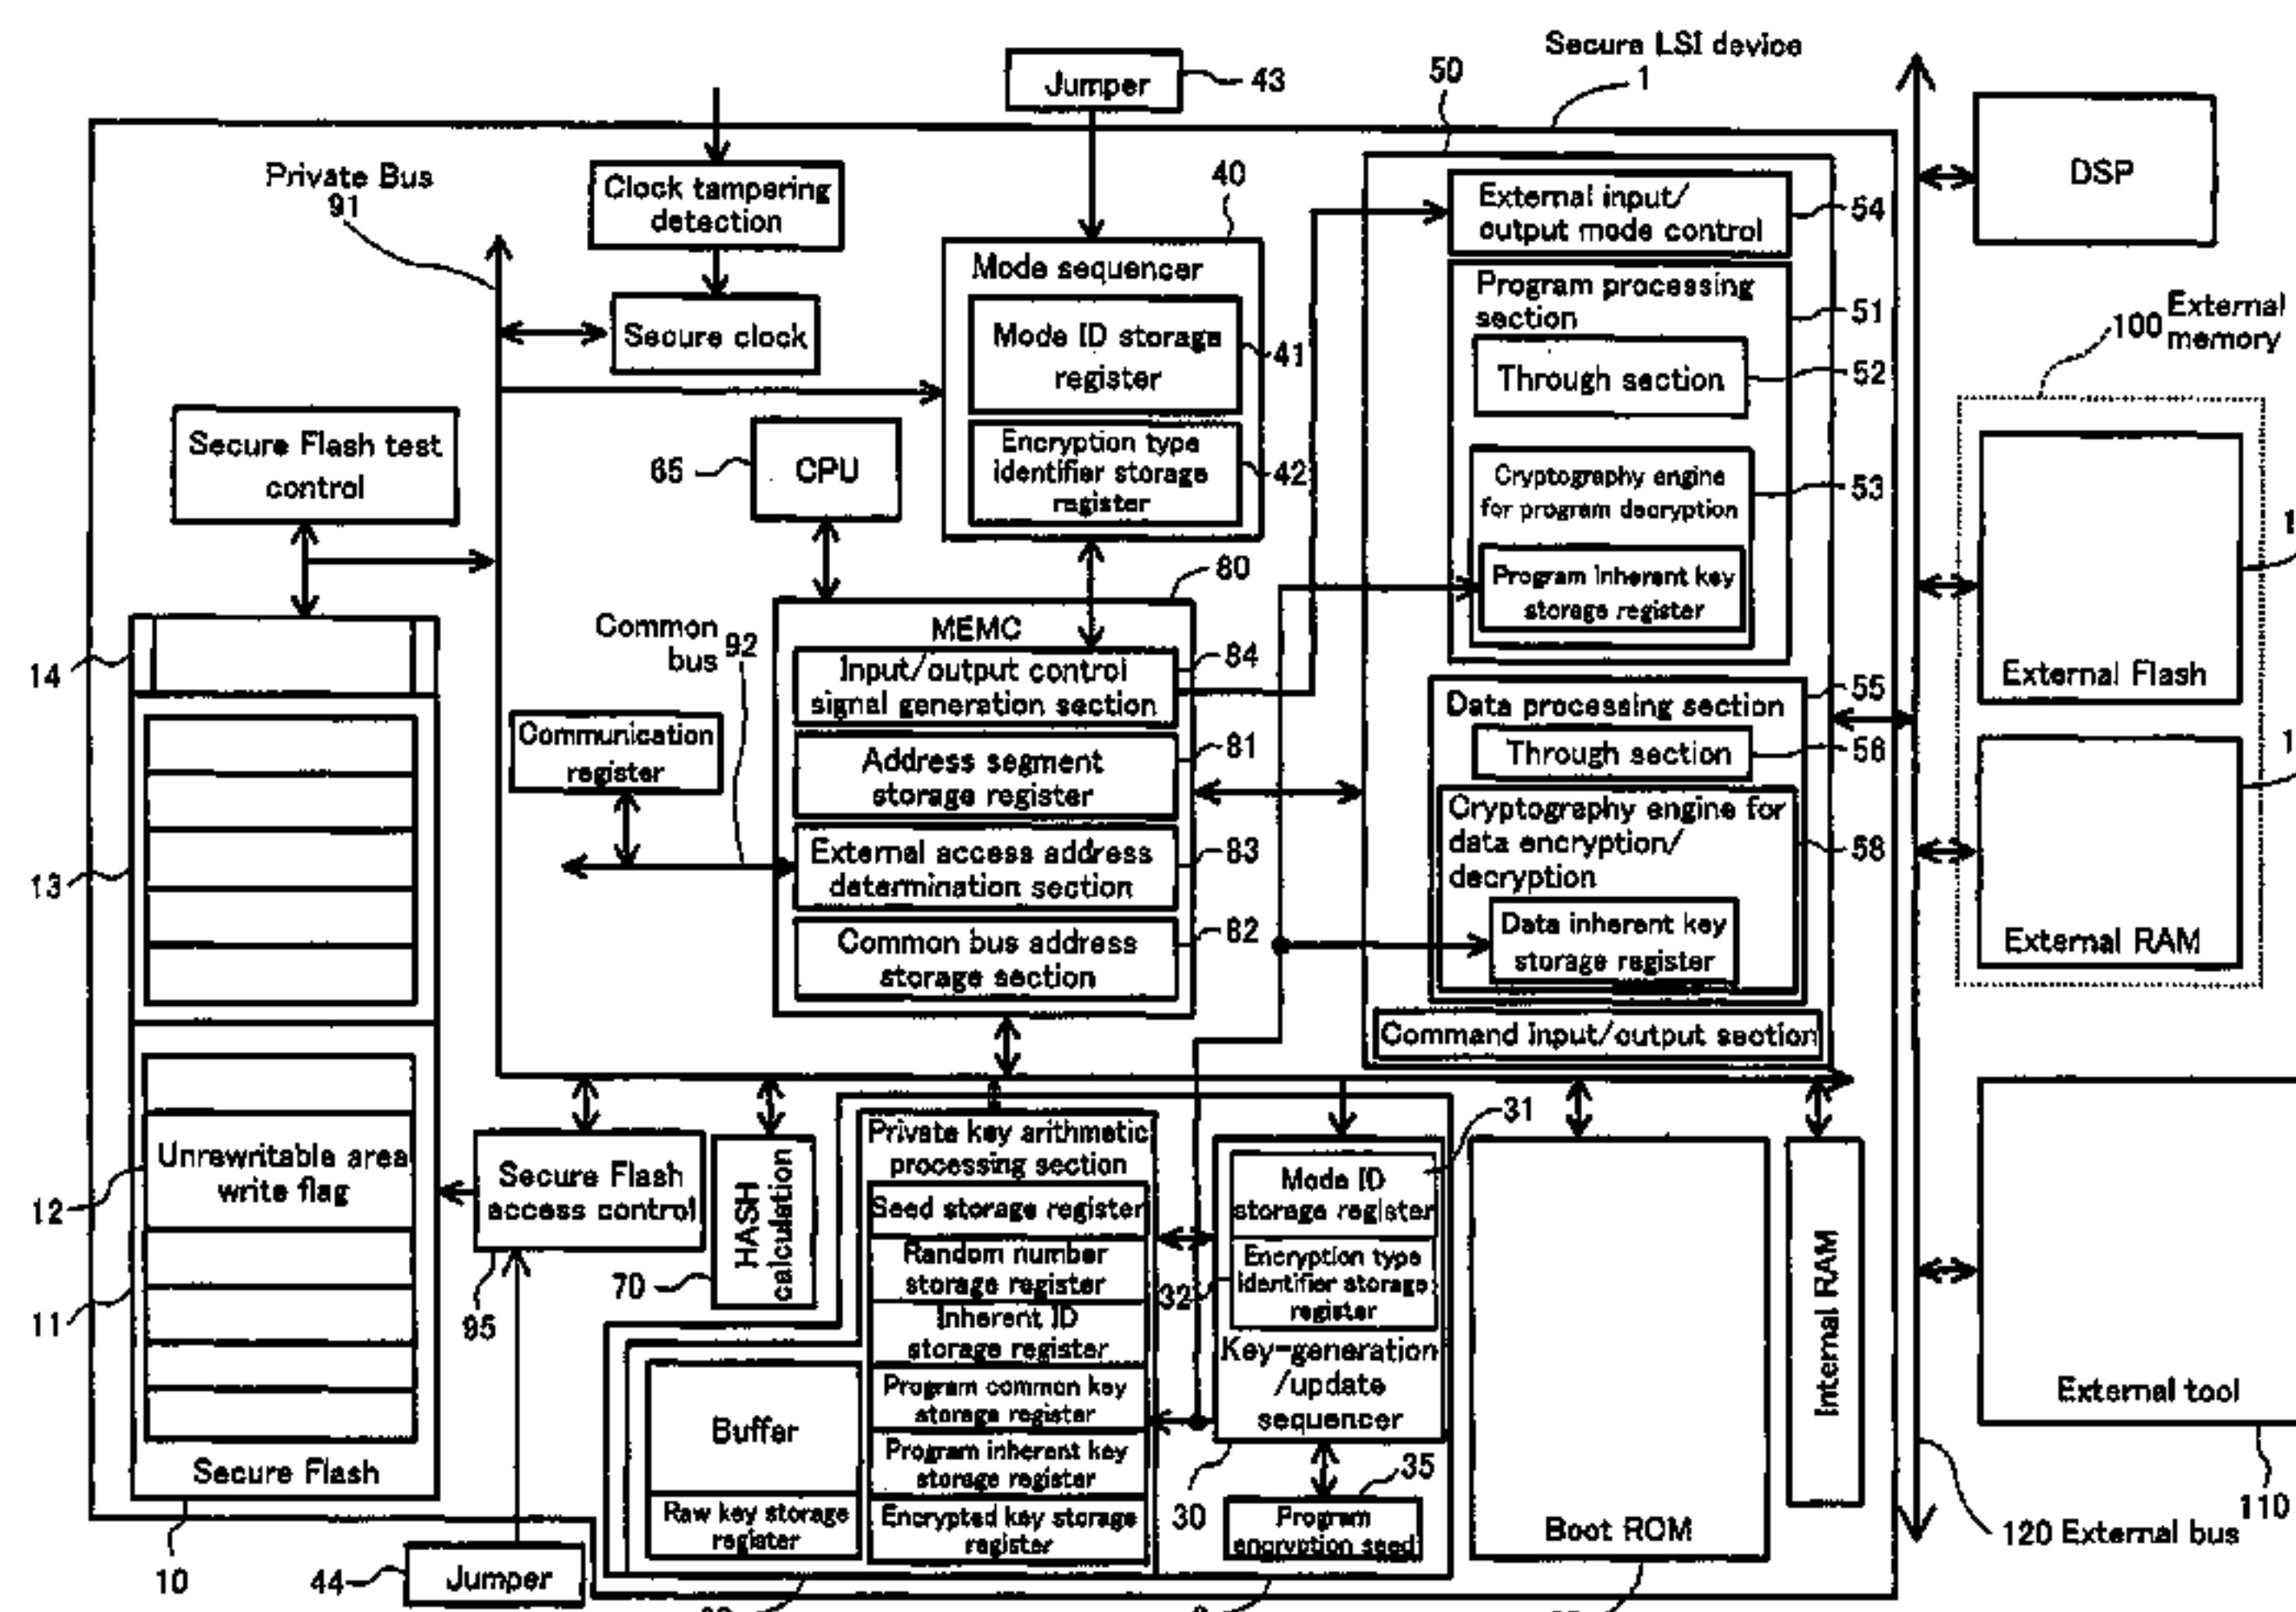 Secure LSI device
1
Jumper
43
50
Private Bus
91
Clock tampering
detection
40
External input/
output mode control
54
DSP
Mode sequencer
Secure clock
Mode ID storage
register
41
Program processing
section
51
Through section
52
100 External
memory
Secure Flash test
control
65
CPU
Encryption type
identifier storage
register
42
Cryptography engine
for program decryption
53
Program inherent key
storage register
External Flash
1
80
MEMC
Common
bus
92
14
Input/output control
signal generation section
84
55
Data processing section
Through section
56
Communication
register
Address segment
storage register
81
1
Cryptography engine for
data encryption/
decryption
58
13
External access address
determination section
83
Data inherent key
storage register
External RAM
Common bus address
storage section
82
Command input/output section
12
Unrewritable area
write flag
Secure Flash
access control
95
HASH
calculation
70
Private key arithmetic
processing section
Seed storage register
Random number
storage register
Inherent ID
storage register
Program common key
storage register
Program inherent key
storage register
Encrypted key storage
register
31
Mode ID
storage register
32
Encryption type
identifier storage
register
Key-generation
/update
sequencer
30
35
Program
encryption seed
11
Secure Flash
10
44
Jumper
Buffer
Raw key storage
register
Boot ROM
Internal RAM
External tool
110
120 External bus